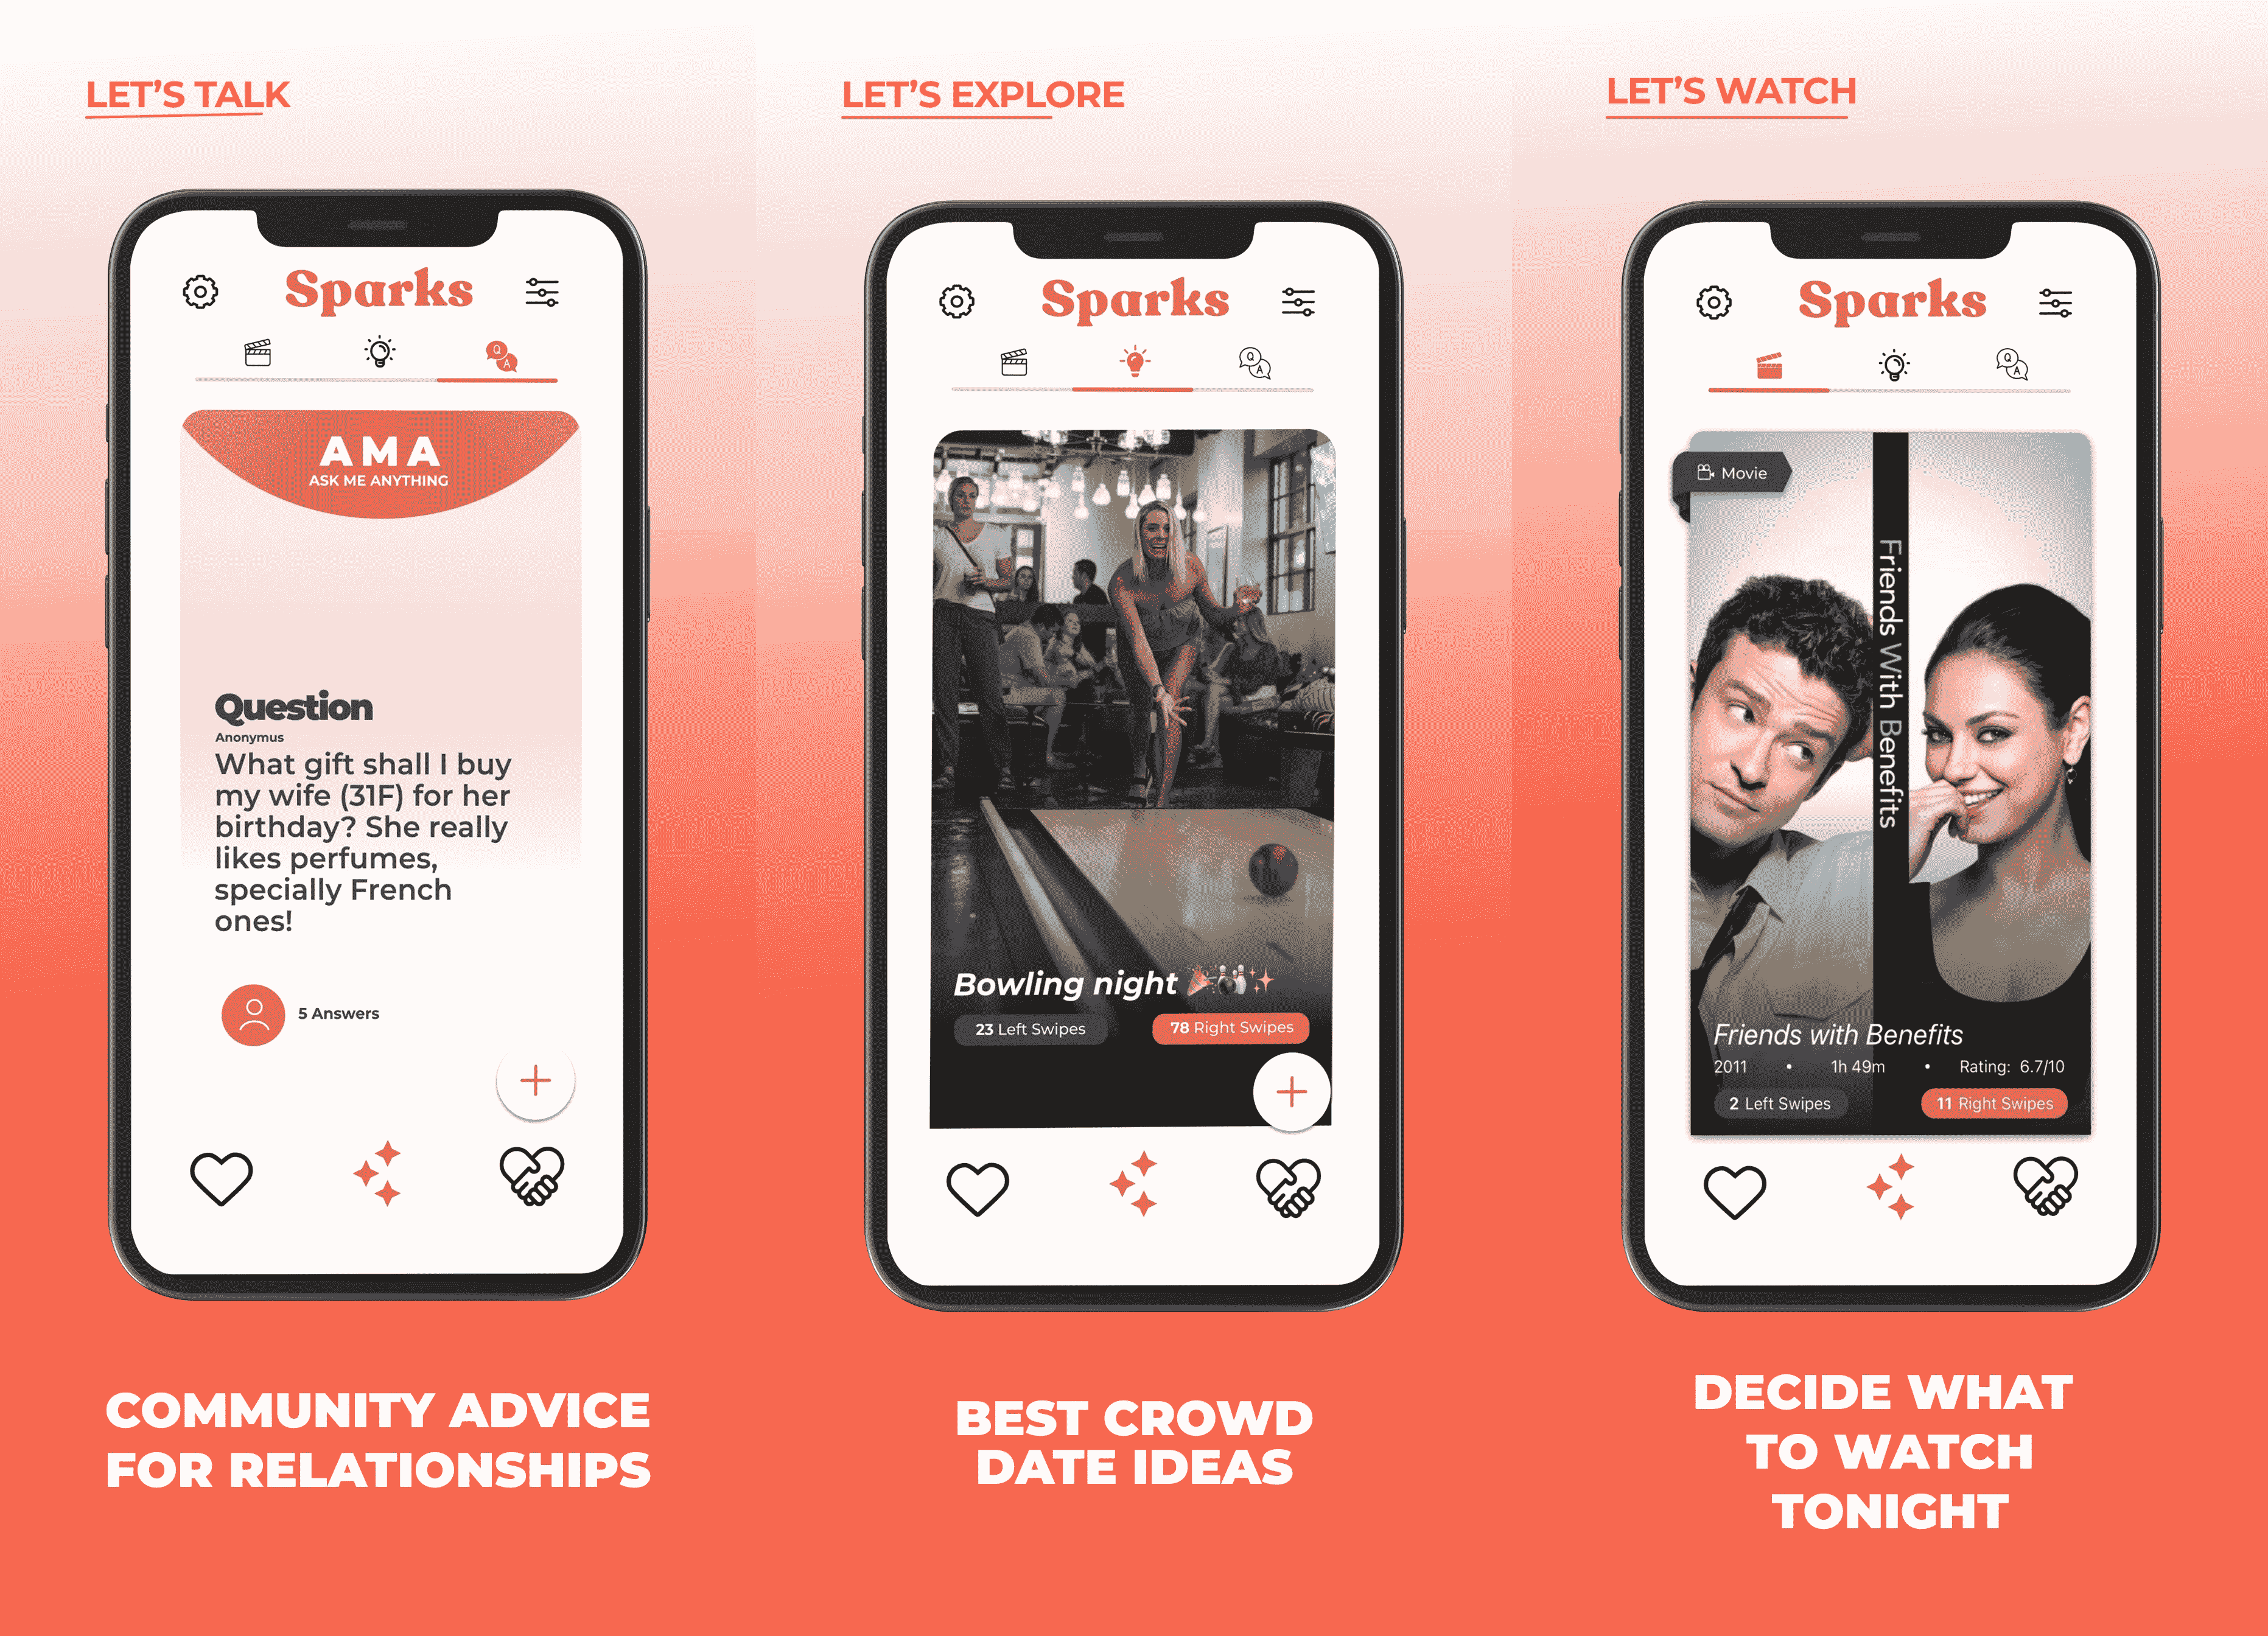 LET'S TALK
Sparks
Q
A
AMA
ASK ME ANYTHING
Question
Anonymus
What gift shall I buy
my wife (31F) for her
birthday? She really
likes perfumes,
specially French
ones!
5 Answers
COMMUNITY ADVICE
FOR RELATIONSHIPS
LET'S EXPLORE
Sparks
Q
A
Bowling night 🎉🎳✨
23 Left Swipes
78 Right Swipes
BEST CROWD
DATE IDEAS
LET'S WATCH
Sparks
Q
A
Movie
Friends With Benefits
Friends with Benefits
2011 • 1h 49m • Rating: 6.7/10
2 Left Swipes
11 Right Swipes
DECIDE WHAT
TO WATCH
TONIGHT